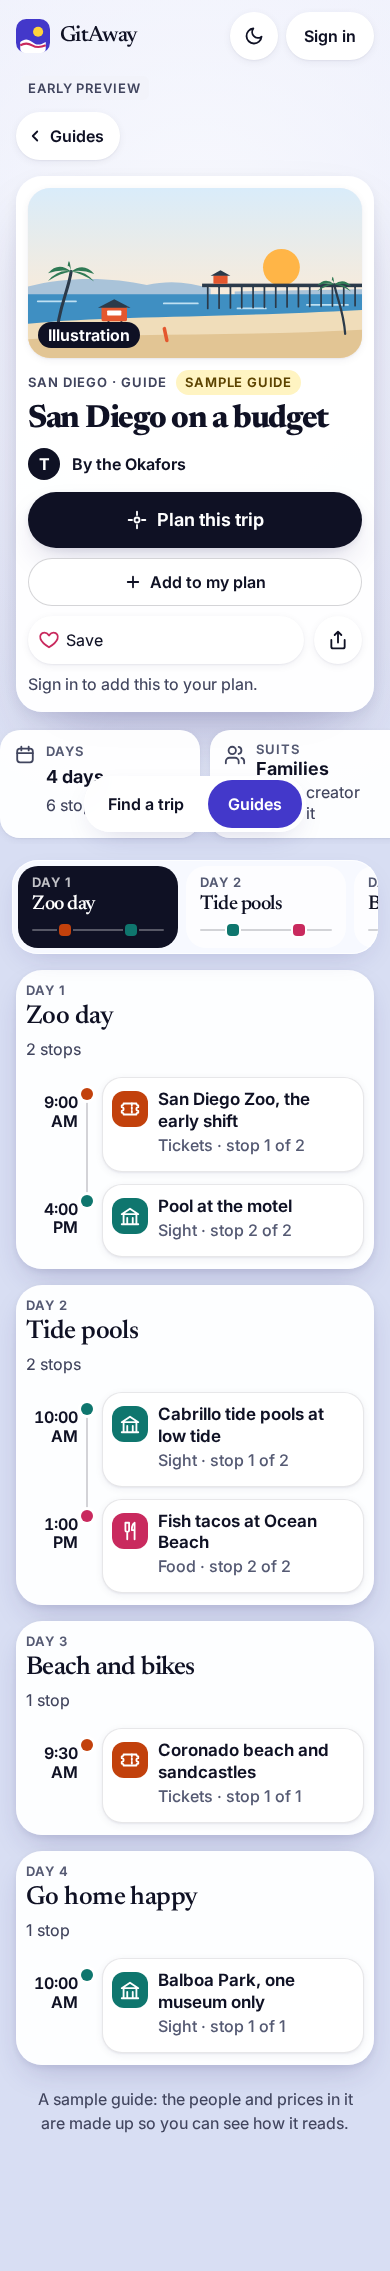 GitAway
Sign in
EARLY PREVIEW
Guides
Illustration
SAN DIEGO · GUIDE SAMPLE GUIDE
San Diego on a budget
T By the Okafors
Plan this trip
Add to my plan
Save
Sign in to add this to your plan.
DAYS
4 days
6 sto
SUITS
Families
creator
it
Find a trip
Guides
DAY 1
Zoo day
DAY 2
Tide pools
DAY 1
Zoo day
2 stops
9:00
AM
San Diego Zoo, the
early shift
Tickets · stop 1 of 2
4:00
PM
Pool at the motel
Sight · stop 2 of 2
DAY 2
Tide pools
2 stops
10:00
AM
Cabrillo tide pools at
low tide
Sight · stop 1 of 2
1:00
PM
Fish tacos at Ocean
Beach
Food · stop 2 of 2
DAY 3
Beach and bikes
1 stop
9:30
AM
Coronado beach and
sandcastles
Tickets · stop 1 of 1
DAY 4
Go home happy
1 stop
10:00
AM
Balboa Park, one
museum only
Sight · stop 1 of 1
A sample guide: the people and prices in it
are made up so you can see how it reads.